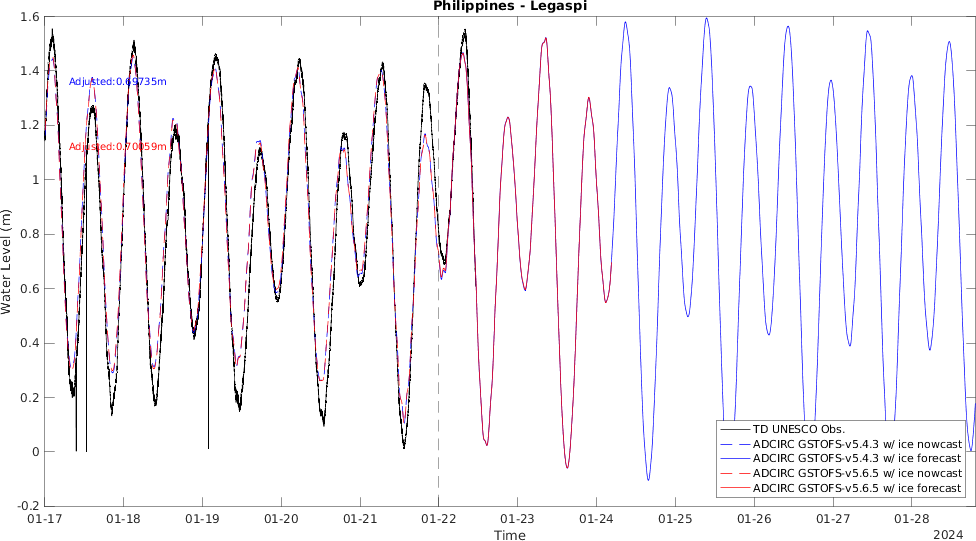 Philippines - Legaspi
Water Level (m)
1.6
1.4
1.2
1
0.8
0.6
0.4
0.2
0
-0.2
Adjusted:0.69735m
Adjusted:0.70059m
TD UNESCO Obs.
ADCIRC GSTOFS-v5.4.3 w/ ice nowcast
ADCIRC GSTOFS-v5.4.3 w/ ice forecast
ADCIRC GSTOFS-v5.6.5 w/ ice nowcast
ADCIRC GSTOFS-v5.6.5 w/ ice forecast
01-17 01-18 01-19 01-20 01-21 01-22 01-23 01-24 01-25 01-26 01-27 01-28
Time
2024